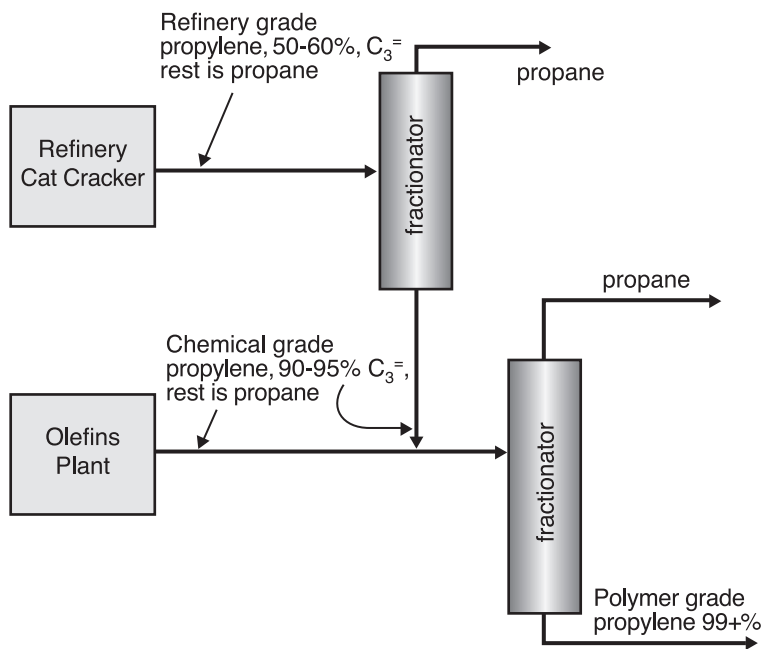 Refinery grade
propylene, 50-60%, C₃⁼
rest is propane
propane
Refinery
Cat Cracker
fractionator
propane
Chemical grade
propylene, 90-95% C₃⁼,
rest is propane
Olefins
Plant
fractionator
Polymer grade
propylene 99+%